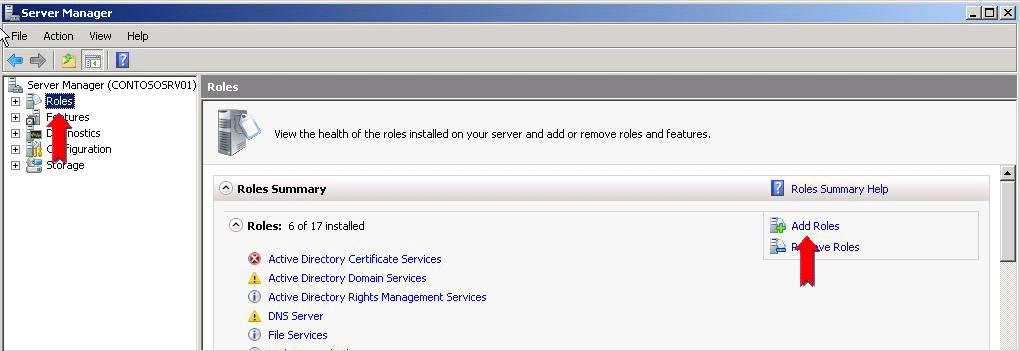 Server Manager
File Action View Help
Server Manager (CONTOSOSRV01)
Roles
Features
Diagnostics
Configuration
Storage
Roles
View the health of the roles installed on your server and add or remove roles and features.
Roles Summary
Roles Summary Help
Roles: 6 of 17 installed
Add Roles
Remove Roles
Active Directory Certificate Services
Active Directory Domain Services
Active Directory Rights Management Services
DNS Server
File Services